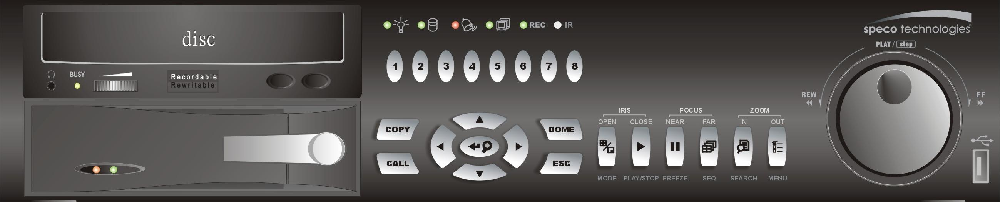 disc
BUSY
Recordable
Rewritable
REC
IR
1 2 3 4 5 6 7 8
COPY
CALL
DOME
ESC
IRIS
OPEN CLOSE
FOCUS
NEAR FAR
ZOOM
IN OUT
MODE PLAY/STOP FREEZE SEQ SEARCH MENU
speco technologies®
PLAY / step
REW
FF